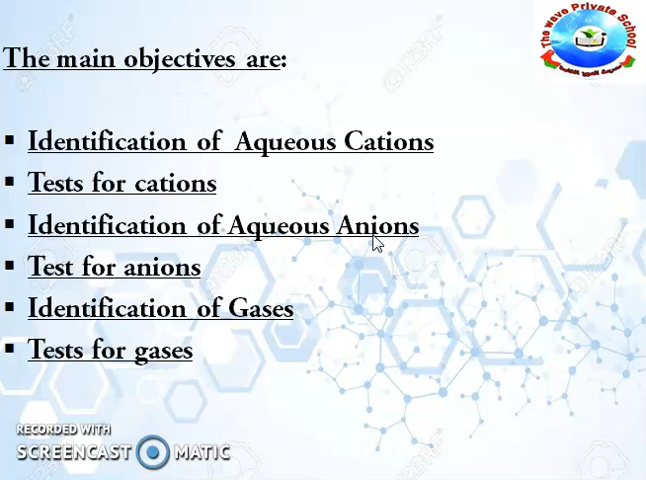 The wave Private School
The main objectives are:
▪ Identification of Aqueous Cations
▪ Tests for cations
▪ Identification of Aqueous Anions
▪ Test for anions
▪ Identification of Gases
▪ Tests for gases
RECORDED WITH
SCREENCAST MATIC